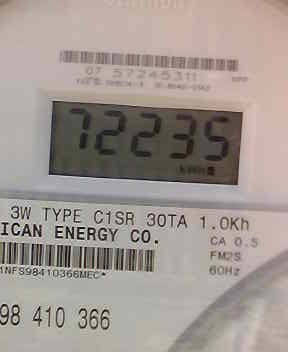 07 57245311
72235
3W TYPE C1SR 30TA 1.0Kh
ICAN ENERGY CO.
CA 0.5
FM2S
60Hz
1NFS98410366MEC*
98 410 366